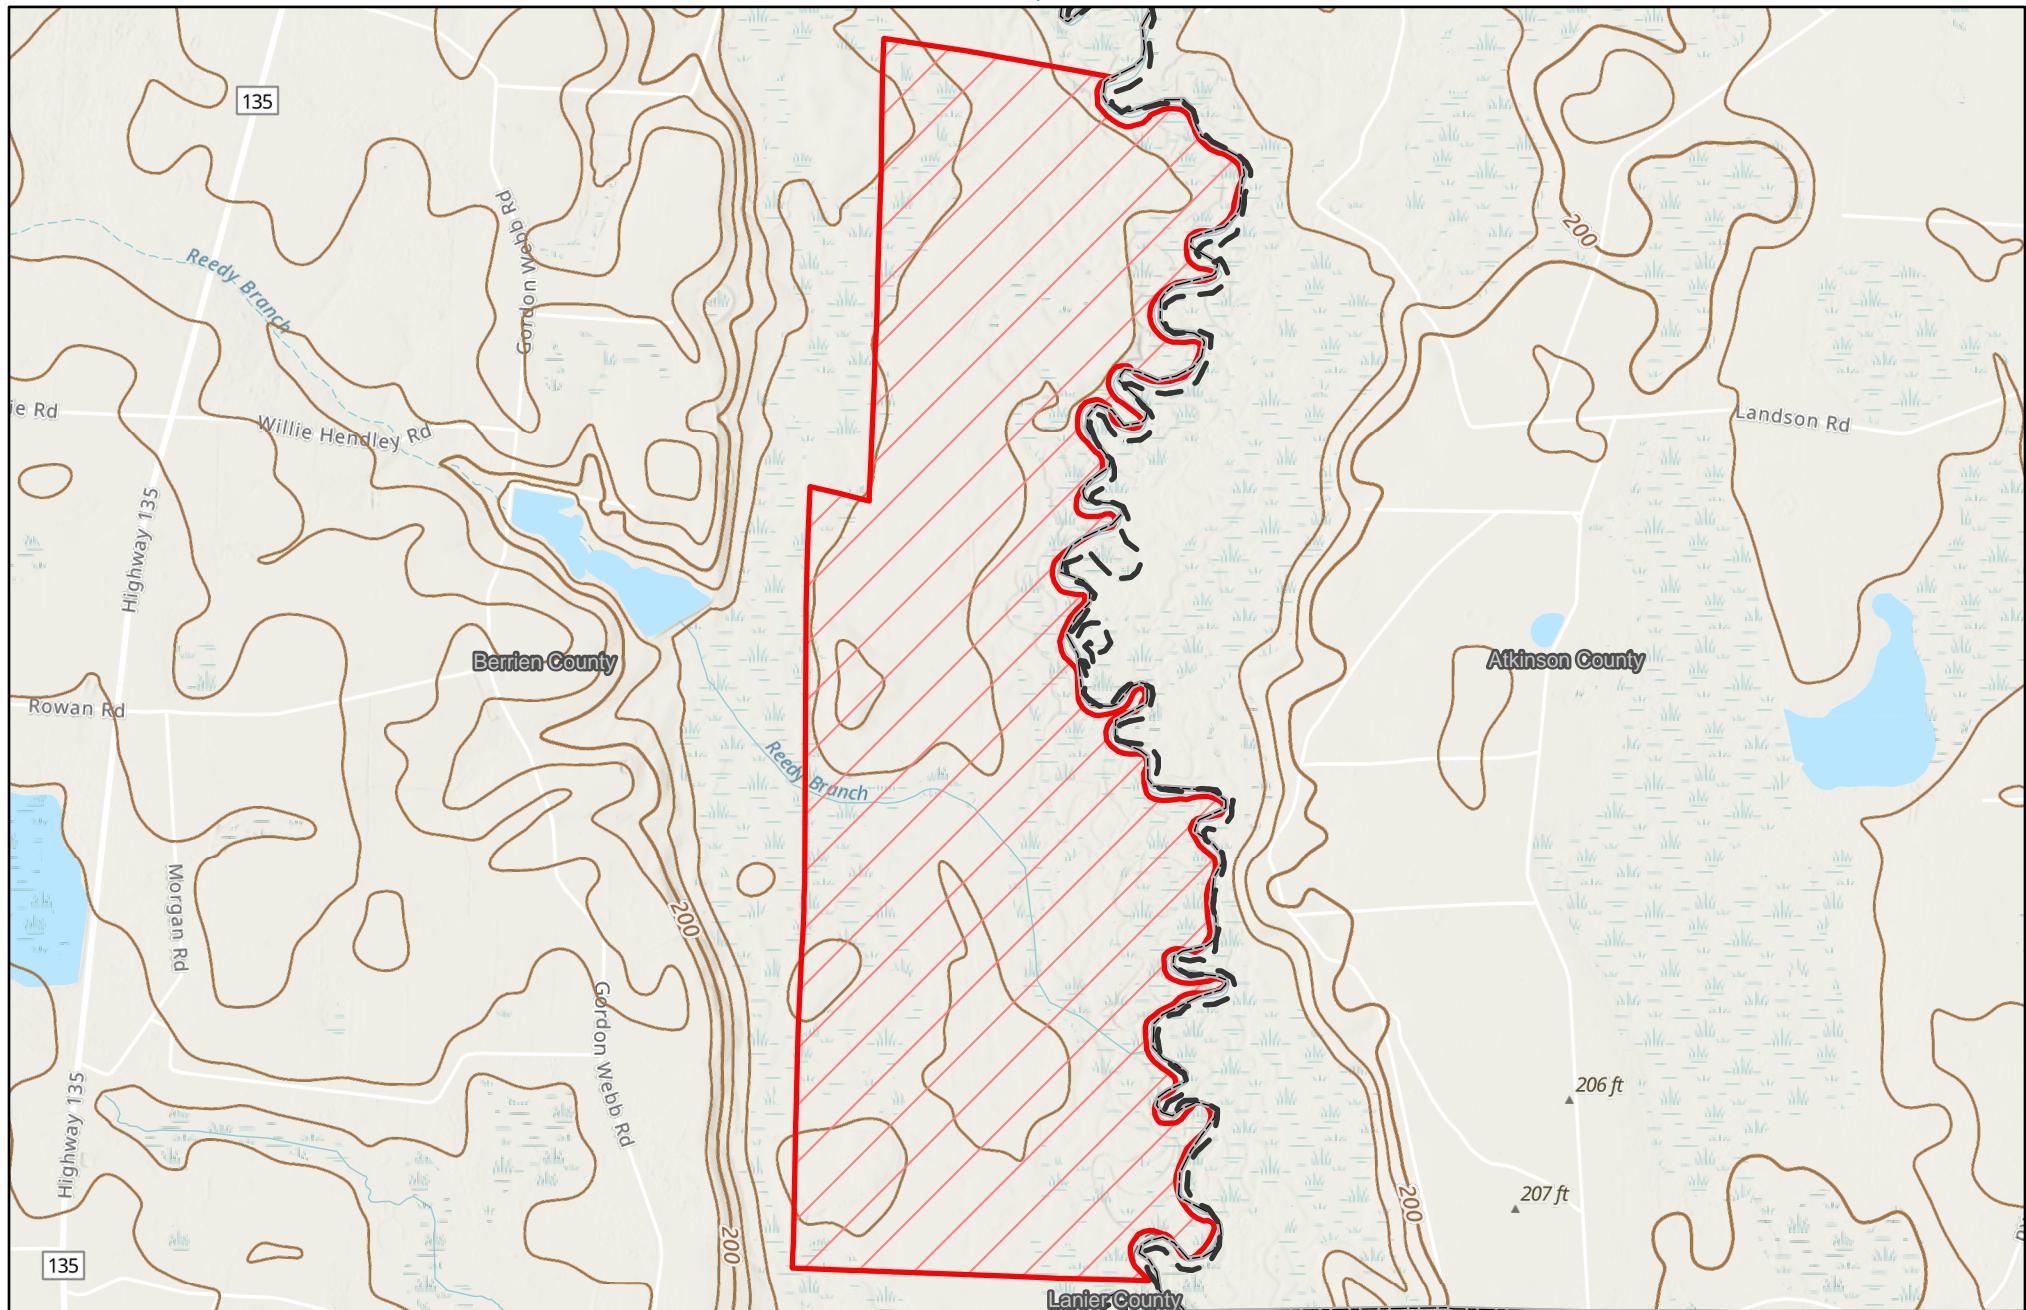 135
Gordon Webb Rd
200
Reedy Branch
ie Rd
Willie Hendley Rd
Landson Rd
Highway 135
Berrien County
Atkinson County
Rowan Rd
Reedy Branch
Morgan Rd
200
Gordon Webb Rd
206 ft
Highway 135
207 ft
200
200
135
Lanier County